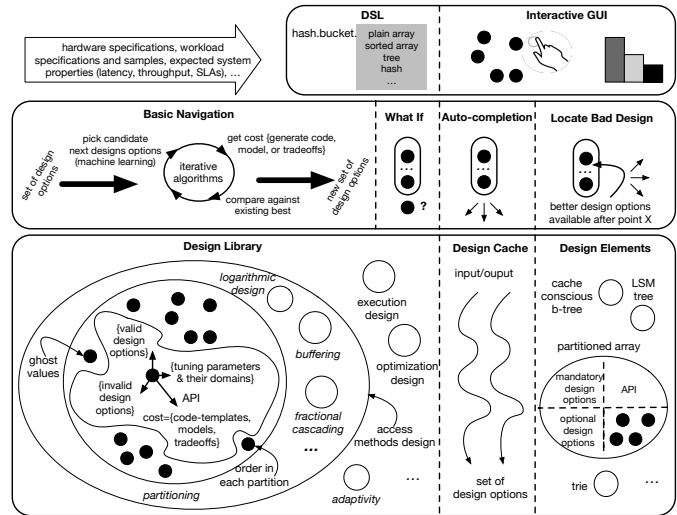 DSL
Interactive GUI
hardware specifications, workload
specifications and samples, expected system
properties (latency, throughput, SLAs), ...
hash.bucket.
plain array
sorted array
tree
hash
...
Basic Navigation
What If
Auto-completion
Locate Bad Design
set of design
options
pick candidate
next designs options
(machine learning)
iterative
algorithms
get cost {generate code,
model, or tradeoffs}
compare against
existing best
new set of
design options
...
?
...
...
better design options
available after point X
Design Library
Design Cache
Design Elements
logarithmic
design
execution
design
buffering
optimization
design
ghost
values
{valid
design
options}
{tuning parameters
& their domains}
{invalid
design
options}
API
cost={code-templates,
models,
tradeoffs}
fractional
cascading
...
access
methods design
order in
each partition
partitioning
adaptivity
...
input/ouput
set of
design options
cache
conscious
b-tree
LSM
tree
partitioned array
mandatory
design
options
API
optional
design
options
trie
...